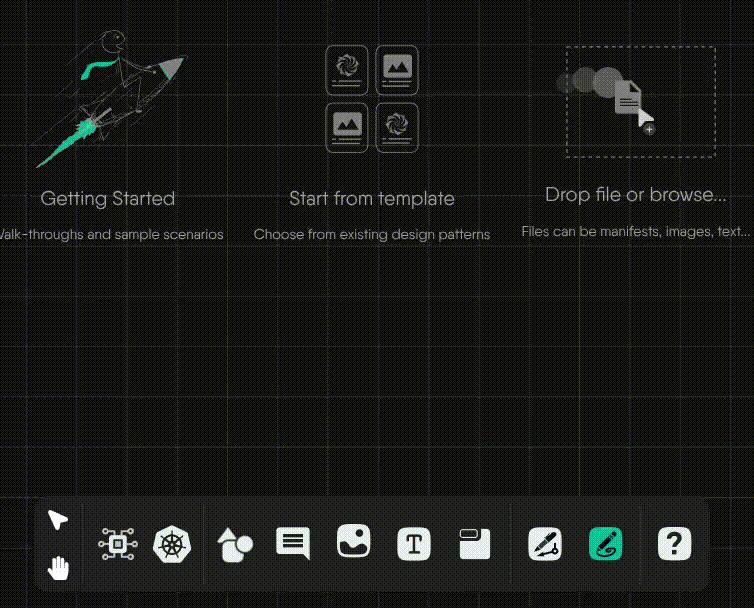 Getting Started
Start from template
Drop file or browse...
Walk-throughs and sample scenarios
Choose from existing design patterns
Files can be manifests, images, text...
T
?